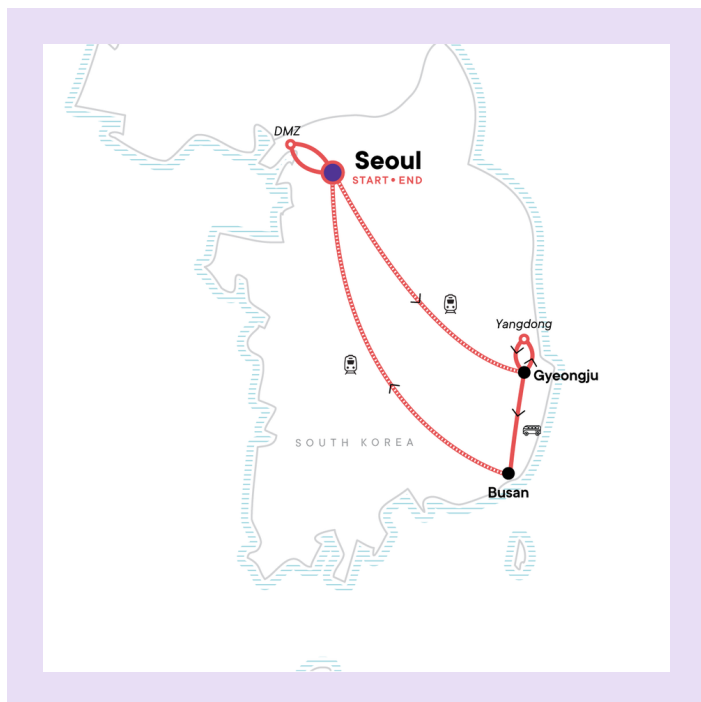 DMZ
Seoul
START • END
Yangdong
Gyeongju
SOUTH KOREA
Busan